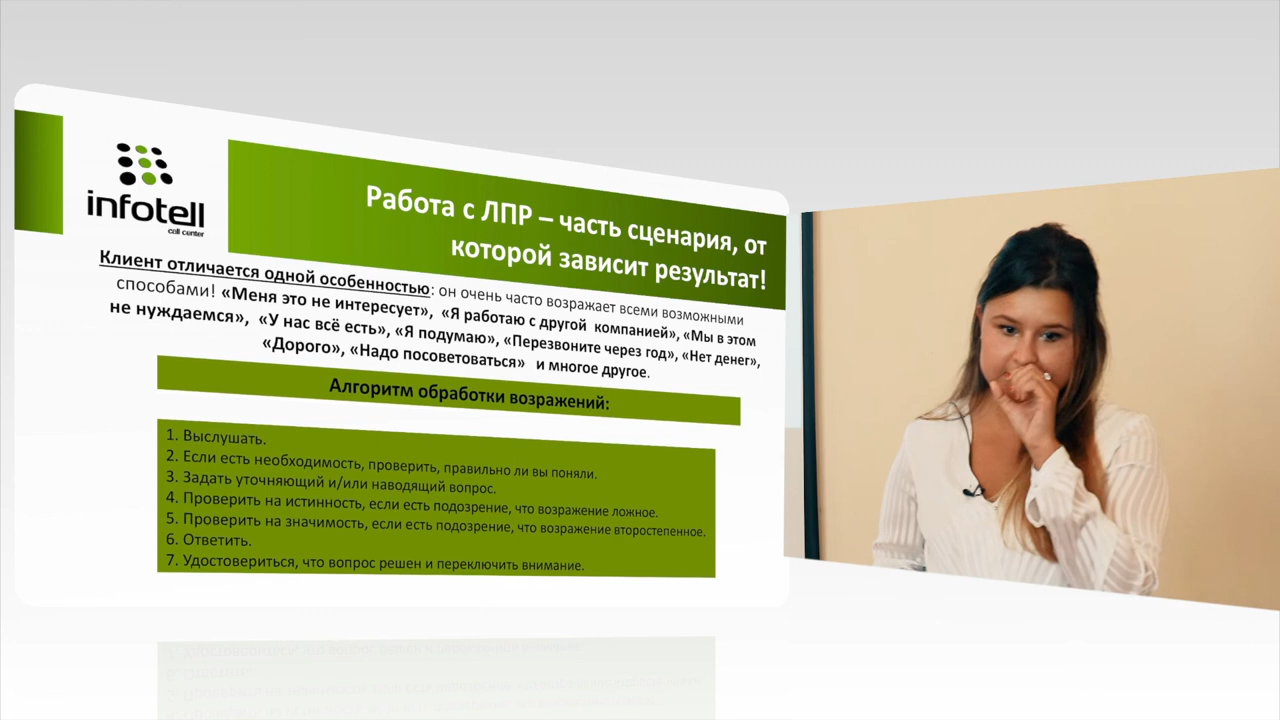 infotell
call center
Работа с ЛПР – часть сценария, от
которой зависит результат!
Клиент отличается одной особенностью: он очень часто возражает всеми возможными
способами! «Меня это не интересует», «Я работаю с другой компанией», «Мы в этом
не нуждаемся», «У нас всё есть», «Я подумаю», «Перезвоните через год», «Нет денег»,
«Дорого», «Надо посоветоваться» и многое другое.
Алгоритм обработки возражений:
1. Выслушать.
2. Если есть необходимость, проверить, правильно ли вы поняли.
3. Задать уточняющий и/или наводящий вопрос.
4. Проверить на истинность, если есть подозрение, что возражение ложное.
5. Проверить на значимость, если есть подозрение, что возражение второстепенное.
6. Ответить.
7. Удостовериться, что вопрос решен и переключить внимание.